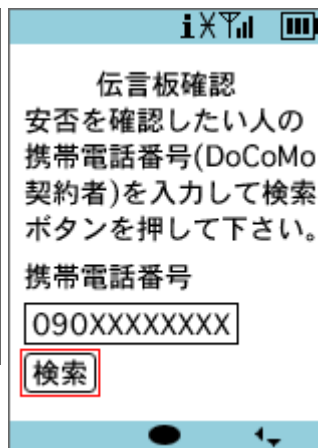 伝言板確認
安否を確認したい人の
携帯電話番号(DoCoMo
契約者)を入力して検索
ボタンを押して下さい。
携帯電話番号
090XXXXXXXX
検索